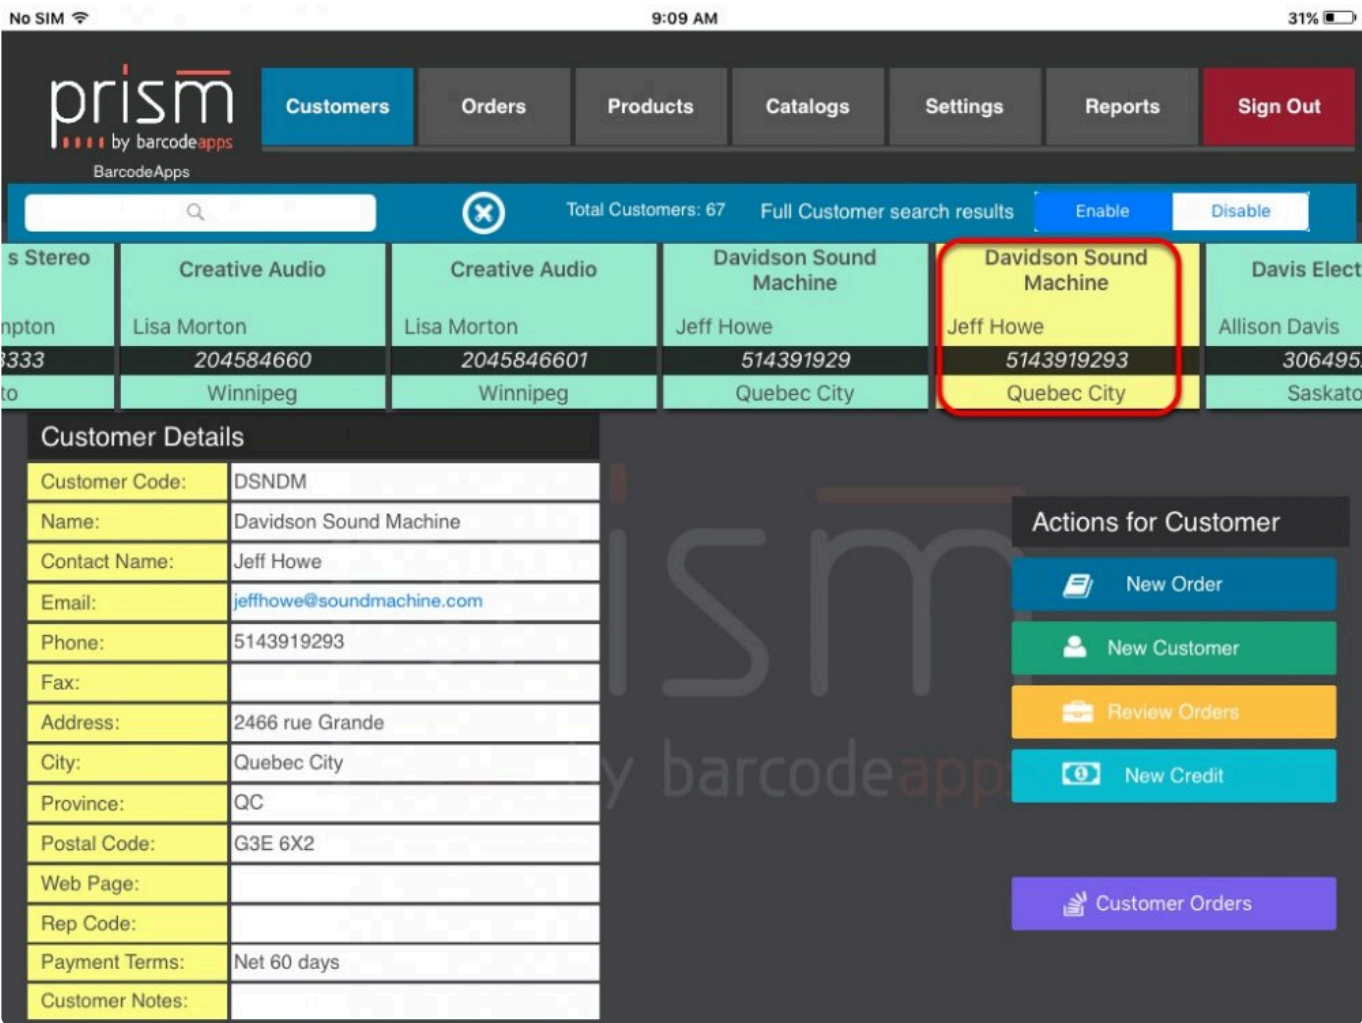 No SIM
9:09 AM
31%
prism
by barcodeapps
BarcodeApps
Customers
Orders
Products
Catalogs
Settings
Reports
Sign Out
Total Customers: 67
Full Customer search results
Enable
Disable
s Stereo
mpton
3333
to
Creative Audio
Lisa Morton
204584660
Winnipeg
Creative Audio
Lisa Morton
2045846601
Winnipeg
Davidson Sound
Machine
Jeff Howe
514391929
Quebec City
Davidson Sound
Machine
Jeff Howe
5143919293
Quebec City
Davis Elect
Allison Davis
306495
Saskato
Customer Details
Customer Code: DSNDM
Name: Davidson Sound Machine
Contact Name: Jeff Howe
Email: jeffhowe@soundmachine.com
Phone: 5143919293
Fax:
Address: 2466 rue Grande
City: Quebec City
Province: QC
Postal Code: G3E 6X2
Web Page:
Rep Code:
Payment Terms: Net 60 days
Customer Notes:
ism
y barcodeapps
Actions for Customer
New Order
New Customer
Review Orders
New Credit
Customer Orders